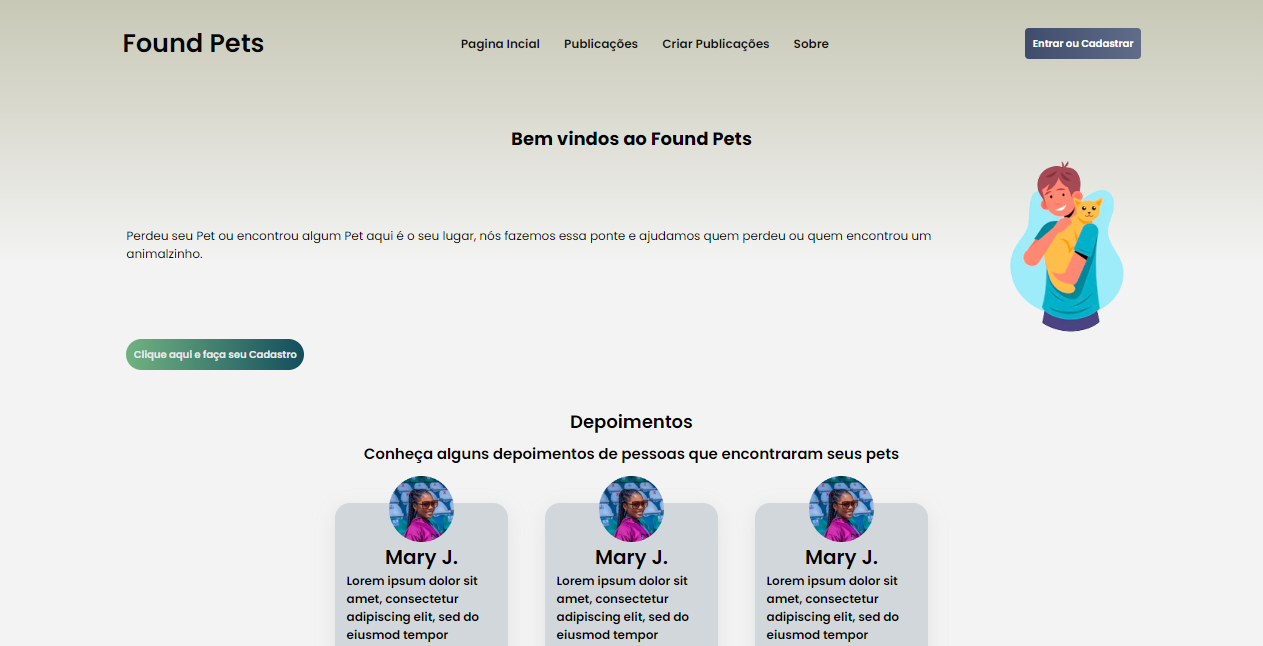 Found Pets
Pagina Incial
Publicações
Criar Publicações
Sobre
Entrar ou Cadastrar
Bem vindos ao Found Pets
Perdeu seu Pet ou encontrou algum Pet aqui é o seu lugar, nós fazemos essa ponte e ajudamos quem perdeu ou quem encontrou um
animalzinho.
Clique aqui e faça seu Cadastro
Depoimentos
Conheça alguns depoimentos de pessoas que encontraram seus pets
Mary J.
Lorem ipsum dolor sit
amet, consectetur
adipiscing elit, sed do
eiusmod tempor
Mary J.
Lorem ipsum dolor sit
amet, consectetur
adipiscing elit, sed do
eiusmod tempor
Mary J.
Lorem ipsum dolor sit
amet, consectetur
adipiscing elit, sed do
eiusmod tempor